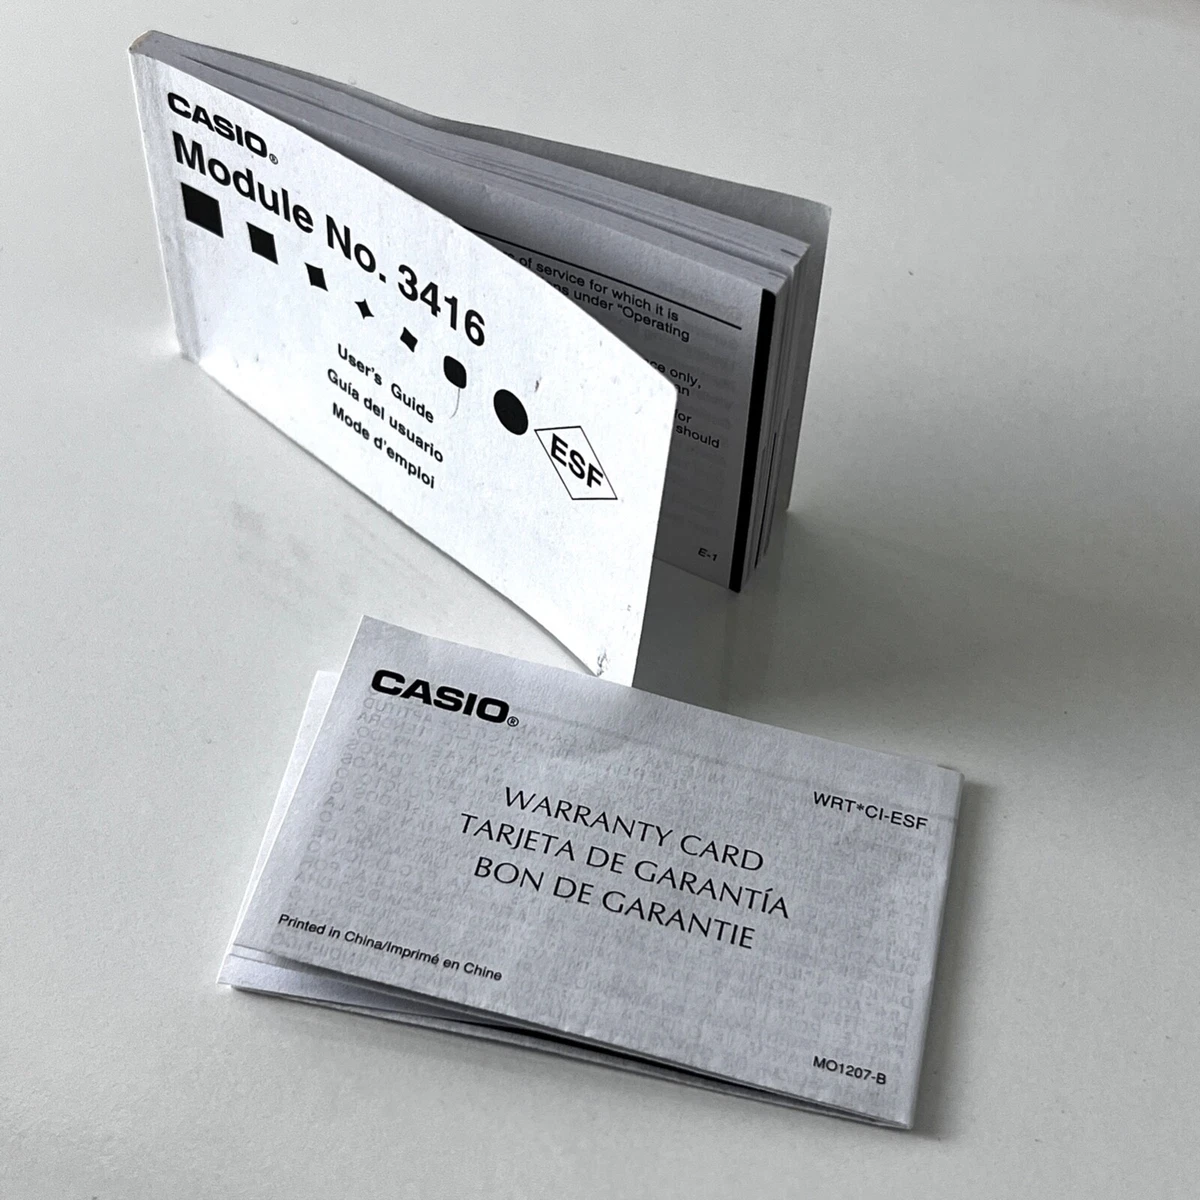 CASIO®
Module No. 3416
User's Guide
Guía del usuario
Mode d'emploi
ESF
of service for which it is
under "Operating
only,
for
should
E-1
CASIO®
WRT*CI-ESF
WARRANTY CARD
TARJETA DE GARANTÍA
BON DE GARANTIE
Printed in China/Imprimé en Chine
MO1207-B